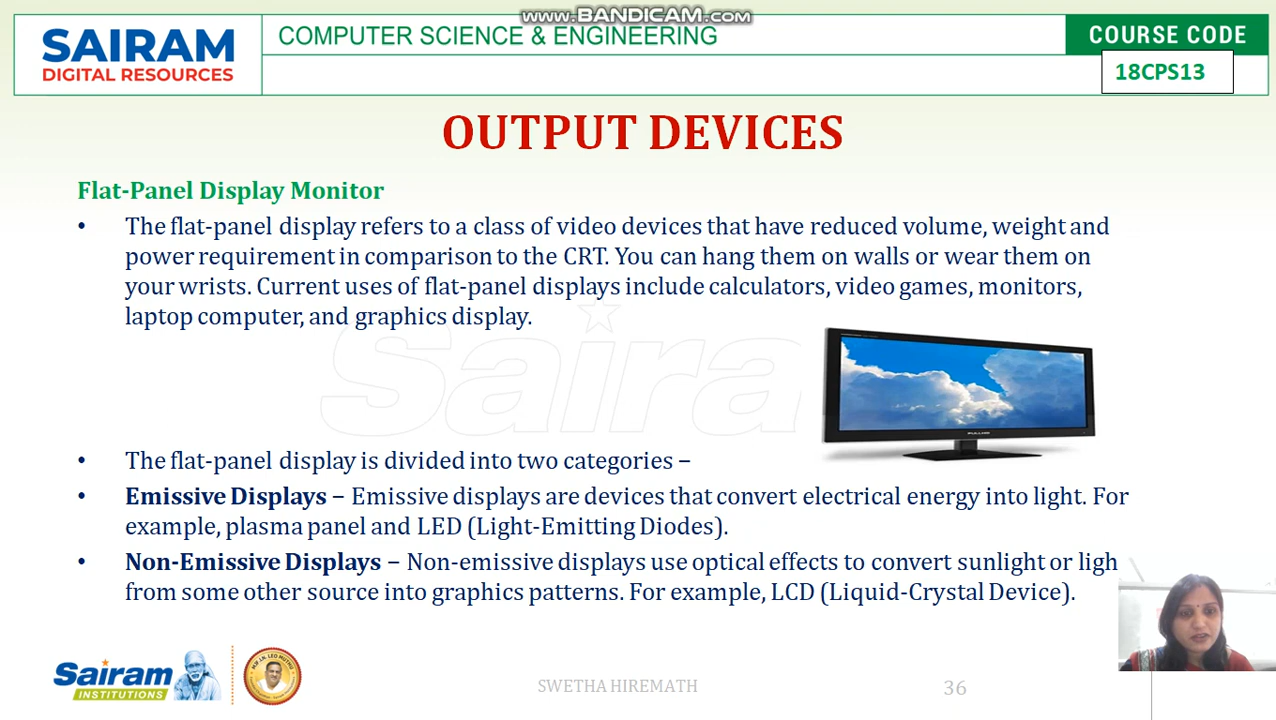 www.BANDICAM.com
SAIRAM
DIGITAL RESOURCES
COMPUTER SCIENCE & ENGINEERING
COURSE CODE
18CPS13
OUTPUT DEVICES
Flat-Panel Display Monitor
• The flat-panel display refers to a class of video devices that have reduced volume, weight and
power requirement in comparison to the CRT. You can hang them on walls or wear them on
your wrists. Current uses of flat-panel displays include calculators, video games, monitors,
laptop computer, and graphics display.
Saira
• The flat-panel display is divided into two categories −
• Emissive Displays − Emissive displays are devices that convert electrical energy into light. For
example, plasma panel and LED (Light-Emitting Diodes).
• Non-Emissive Displays − Non-emissive displays use optical effects to convert sunlight or ligh
from some other source into graphics patterns. For example, LCD (Liquid-Crystal Device).
Sairam
INSTITUTIONS
SWETHA HIREMATH
36